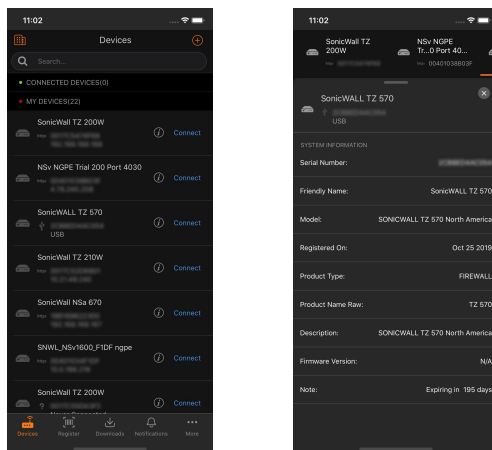 11:02
Devices
Search...
CONNECTED DEVICES(0)
MY DEVICES(22)
SonicWall TZ 200W
Connect
NSv NGPE Trial 200 Port 4030
Connect
SonicWALL TZ 570
USB
Connect
SonicWall TZ 210W
Connect
SonicWall NSa 670
Connect
SNWL_NSv1600_F1DF ngpe
Connect
SonicWall TZ 200W
Connect
Devices
Register
Downloads
Notifications
More
11:02
SonicWall TZ
200W
NSv NGPE
Tr...0 Port 40...
00401038B03F
SonicWALL TZ 570
USB
SYSTEM INFORMATION
Serial Number:
Friendly Name: SonicWALL TZ 570
Model: SONICWALL TZ 570 North America
Registered On: Oct 25 2019
Product Type: FIREWALL
Product Name Raw: TZ 570
Description: SONICWALL TZ 570 North America
Firmware Version: N/A
Note: Expiring in 195 days